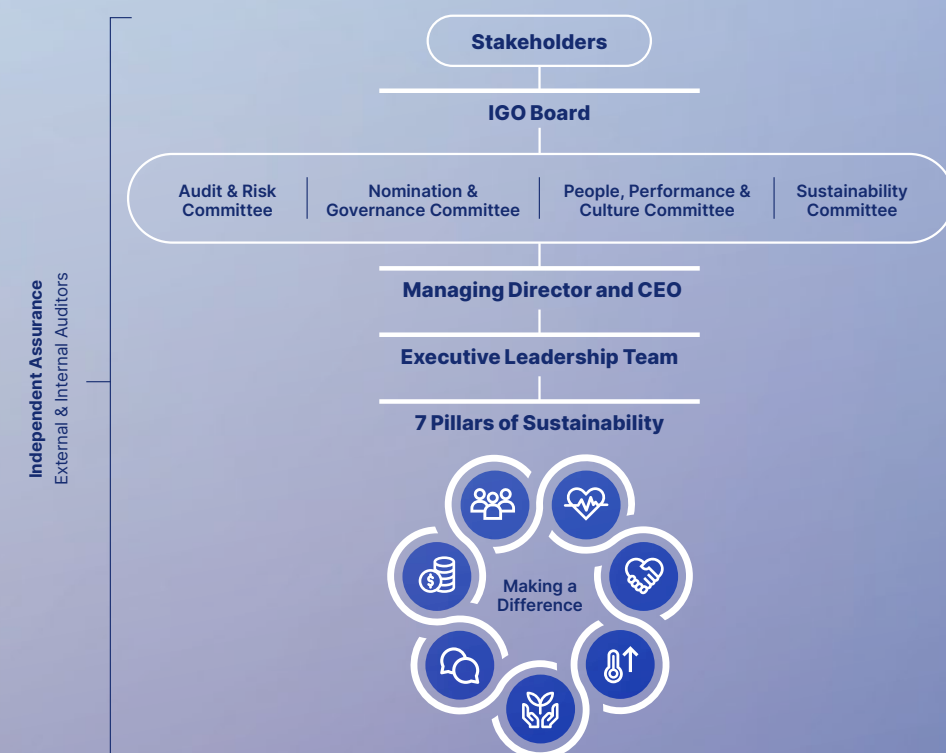 Stakeholders
IGO Board
Audit & Risk
Committee
Nomination &
Governance Committee
People, Performance &
Culture Committee
Sustainability
Committee
Managing Director and CEO
Executive Leadership Team
7 Pillars of Sustainability
$
Making a
Difference
Independent Assurance
External & Internal Auditors